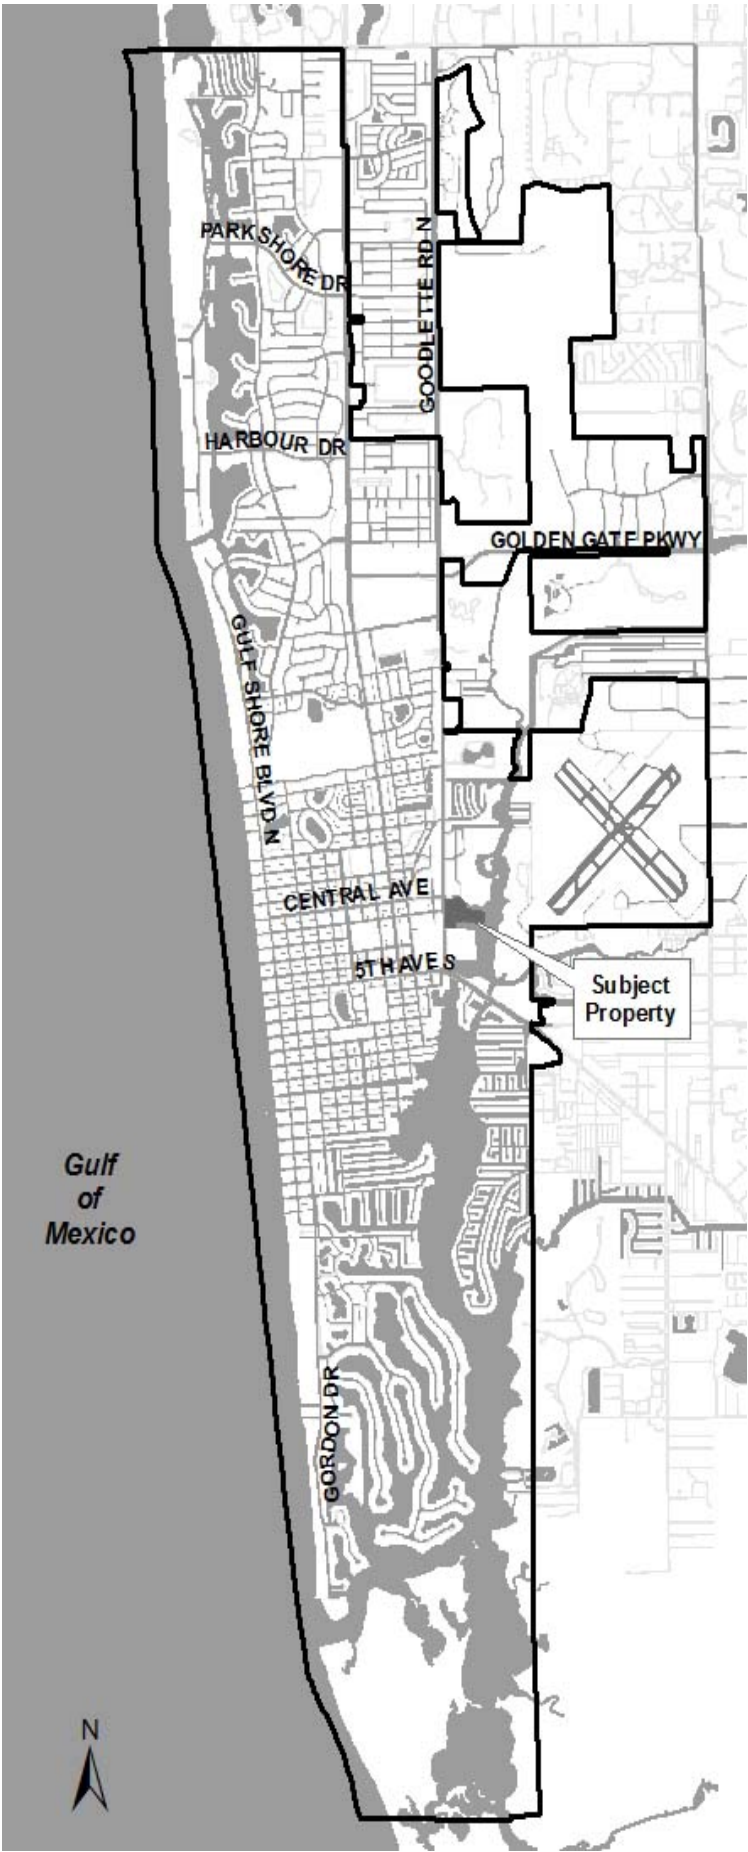 PARK SHORE DR
GOODLETTE RD N
HARBOUR DR
GOLDEN GATE PKWY
GULF SHORE BLVD N
CENTRAL AVE
5TH AVE S
Subject
Property
Gulf
of
Mexico
GORDON DR
N